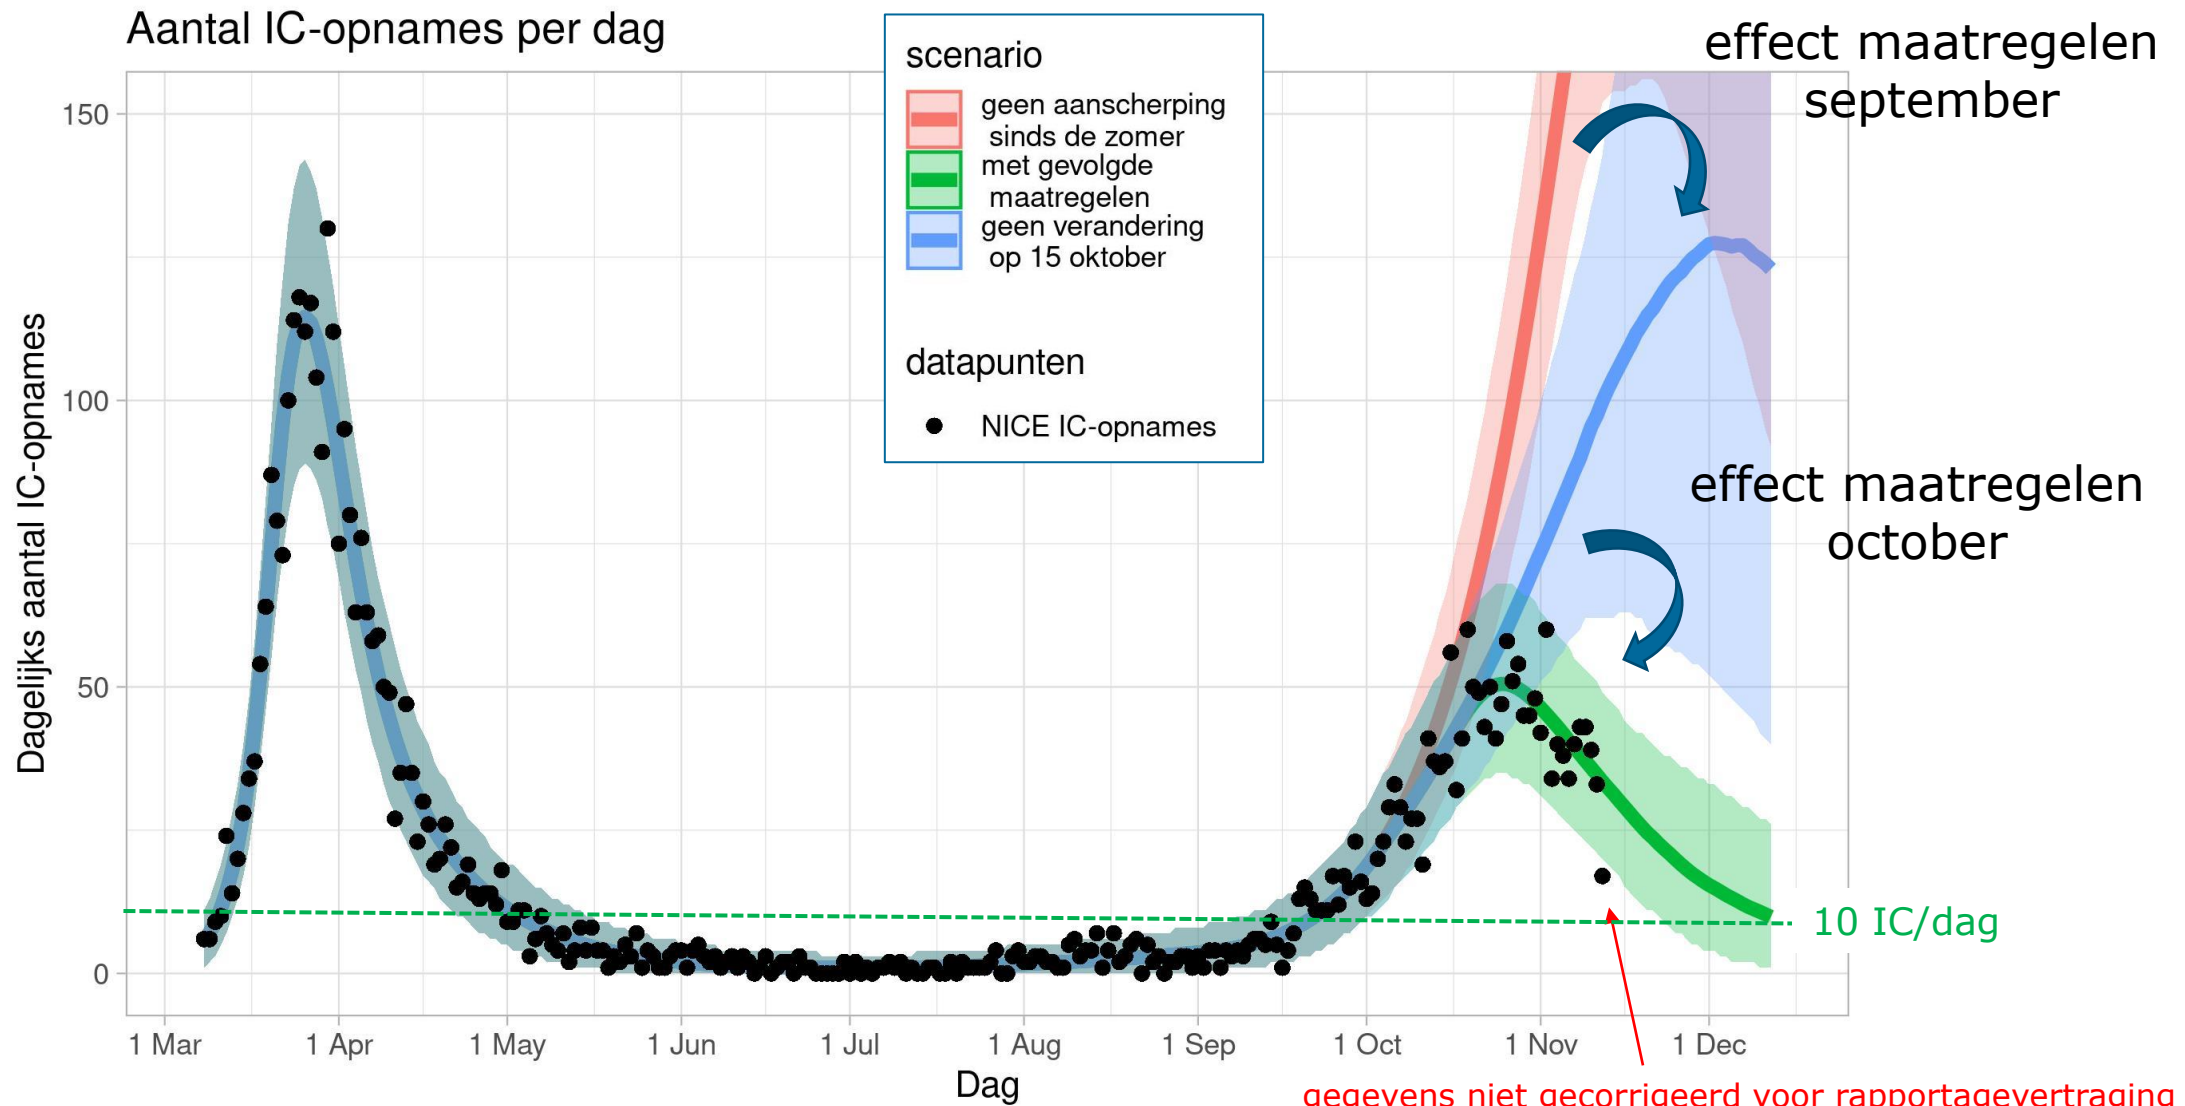 Aantal IC-opnames per dag
scenario
geen aanscherping
sinds de zomer
met gevolgde
maatregelen
geen verandering
op 15 oktober
datapunten
NICE IC-opnames
effect maatregelen
september
effect maatregelen
october
Dagelijks aantal IC-opnames
150
100
50
0
10 IC/dag
1 Mar
1 Apr
1 May
1 Jun
1 Jul
1 Aug
1 Sep
1 Oct
1 Nov
1 Dec
Dag
gegevens niet gecorrigeerd voor rapportagevertraging